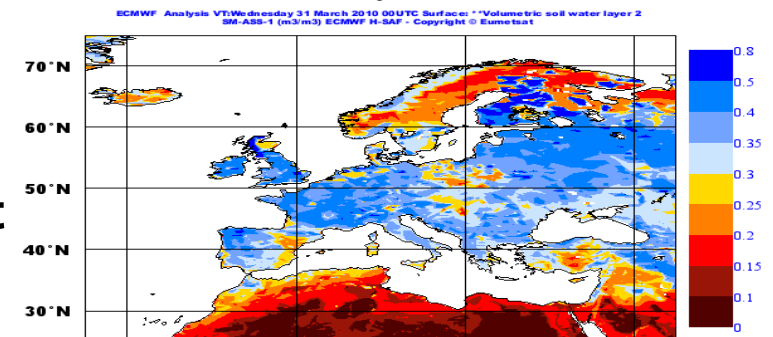 ECMWF Analysis VT:Wednesday 31 March 2010 00UTC Surface: **Volumetric soil water layer 2
SM-ASS-1 (m3/m3) ECMWF H-SAF - Copyright © Eumetsat
70°N
60°N
50°N
40°N
30°N
0.8
0.5
0.4
0.35
0.3
0.25
0.2
0.15
0.1
0